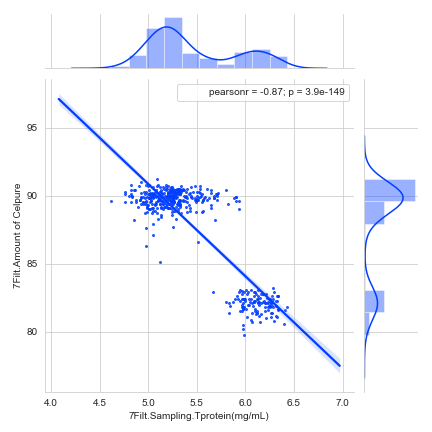 pearsonr = -0.87; p = 3.9e-149
7Filt.Amount of Celpure
95
90
85
80
4.0 4.5 5.0 5.5 6.0 6.5 7.0
7Filt.Sampling.Tprotein(mg/mL)